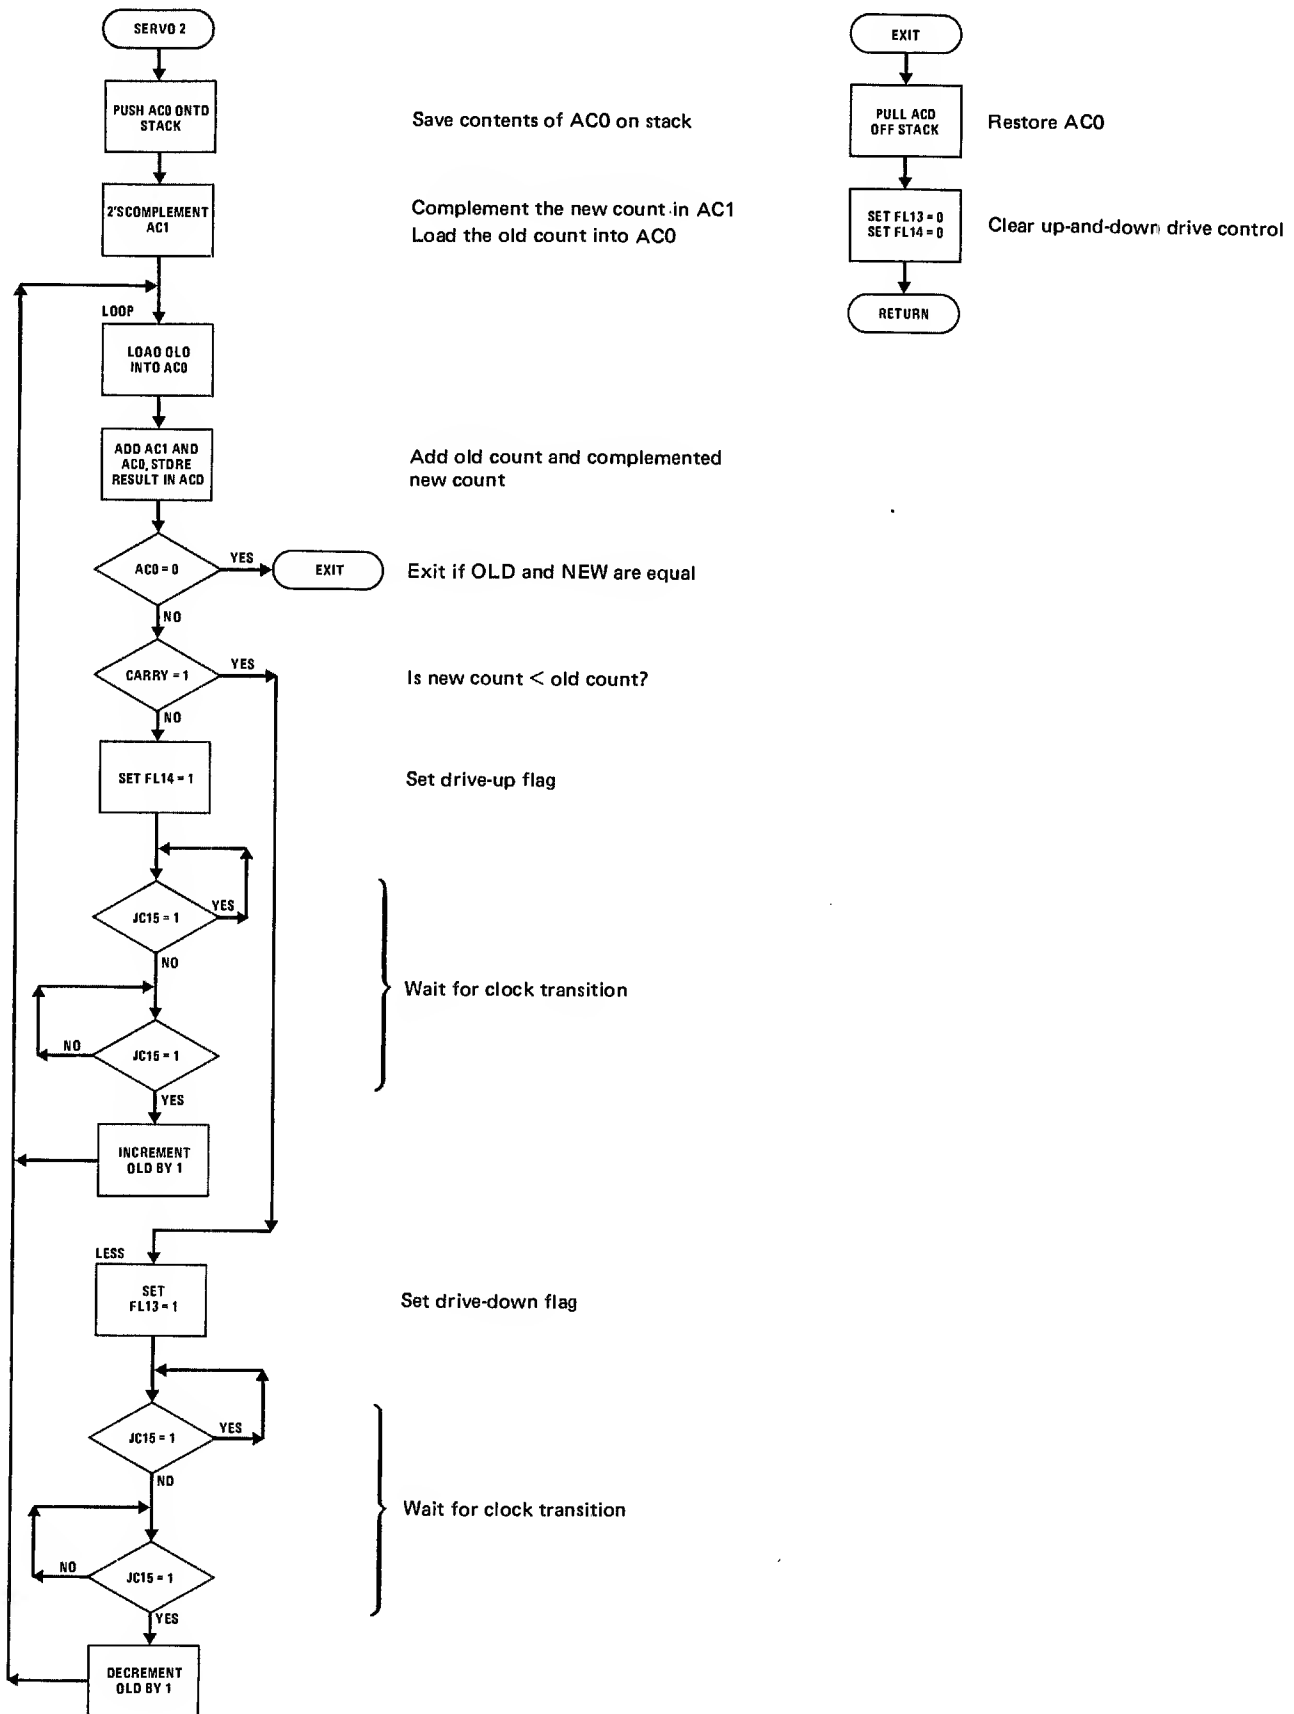 SERVO 2
PUSH AC0 ONTO
STACK
Save contents of AC0 on stack
2'S COMPLEMENT
AC1
Complement the new count in AC1
Load the old count into AC0
LOOP
LOAD OLD
INTO AC0
ADD AC1 AND
AC0, STORE
RESULT IN AC0
Add old count and complemented
new count
AC0 = 0
YES
EXIT
Exit if OLD and NEW are equal
NO
CARRY = 1
YES
Is new count < old count?
NO
SET FL14 = 1
Set drive-up flag
JC15 = 1
YES
NO
Wait for clock transition
JC15 = 1
NO
YES
INCREMENT
OLD BY 1
LESS
SET
FL13 = 1
Set drive-down flag
JC15 = 1
YES
NO
Wait for clock transition
JC15 = 1
NO
YES
DECREMENT
OLD BY 1
EXIT
PULL AC0
OFF STACK
Restore AC0
SET FL13 = 0
SET FL14 = 0
Clear up-and-down drive control
RETURN